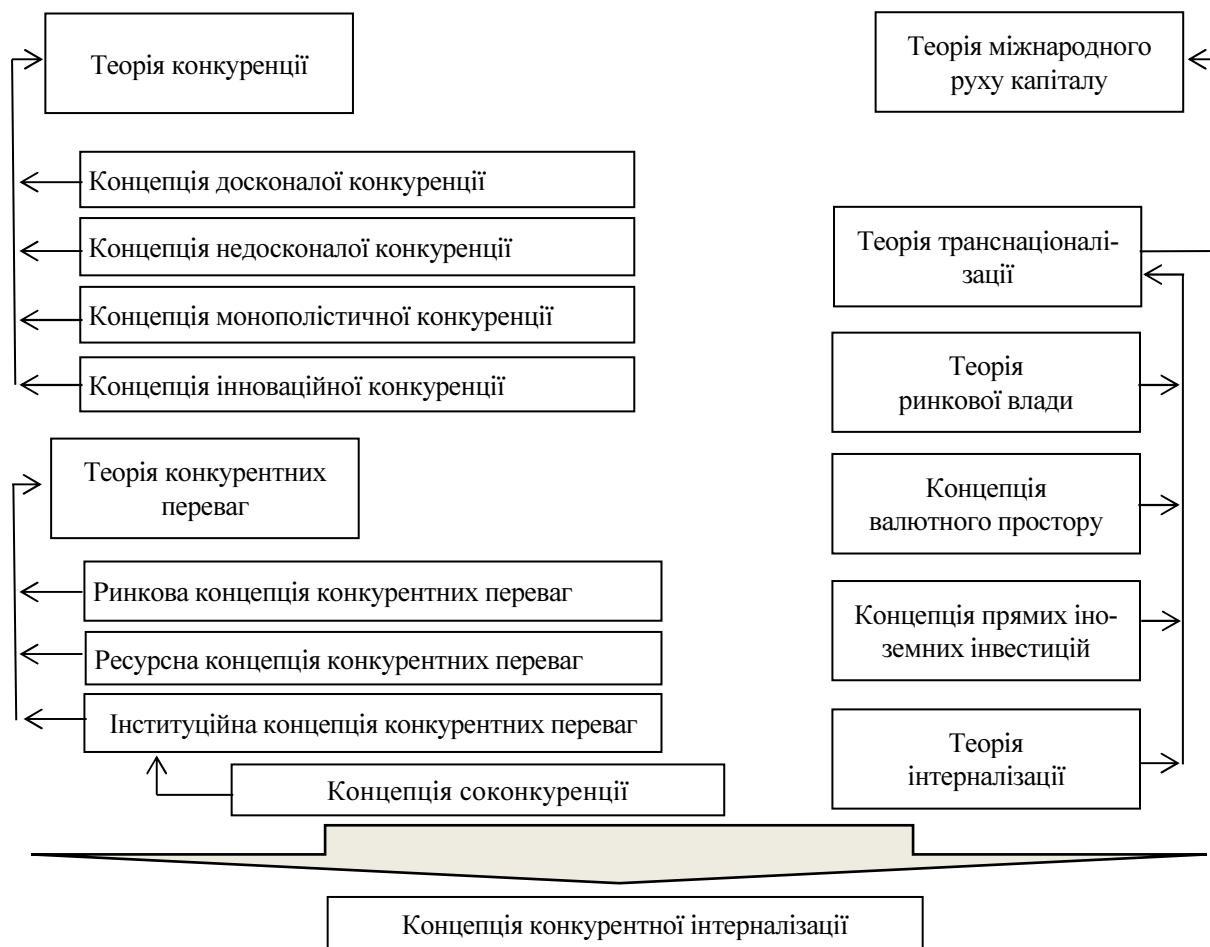 Теорія конкуренції
Концепція досконалої конкуренції
Концепція недосконалої конкуренції
Концепція монополістичної конкуренції
Концепція інноваційної конкуренції
Теорія конкурентних
переваг
Ринкова концепція конкурентних переваг
Ресурсна концепція конкурентних переваг
Інституційна концепція конкурентних переваг
Концепція соконкуренції
Теорія міжнародного
руху капіталу
Теорія транснаціоналі-
зації
Теорія
ринкової влади
Концепція
валютного простору
Концепція прямих іно-
земних інвестицій
Теорія
інтерналізації
Концепція конкурентної інтерналізації